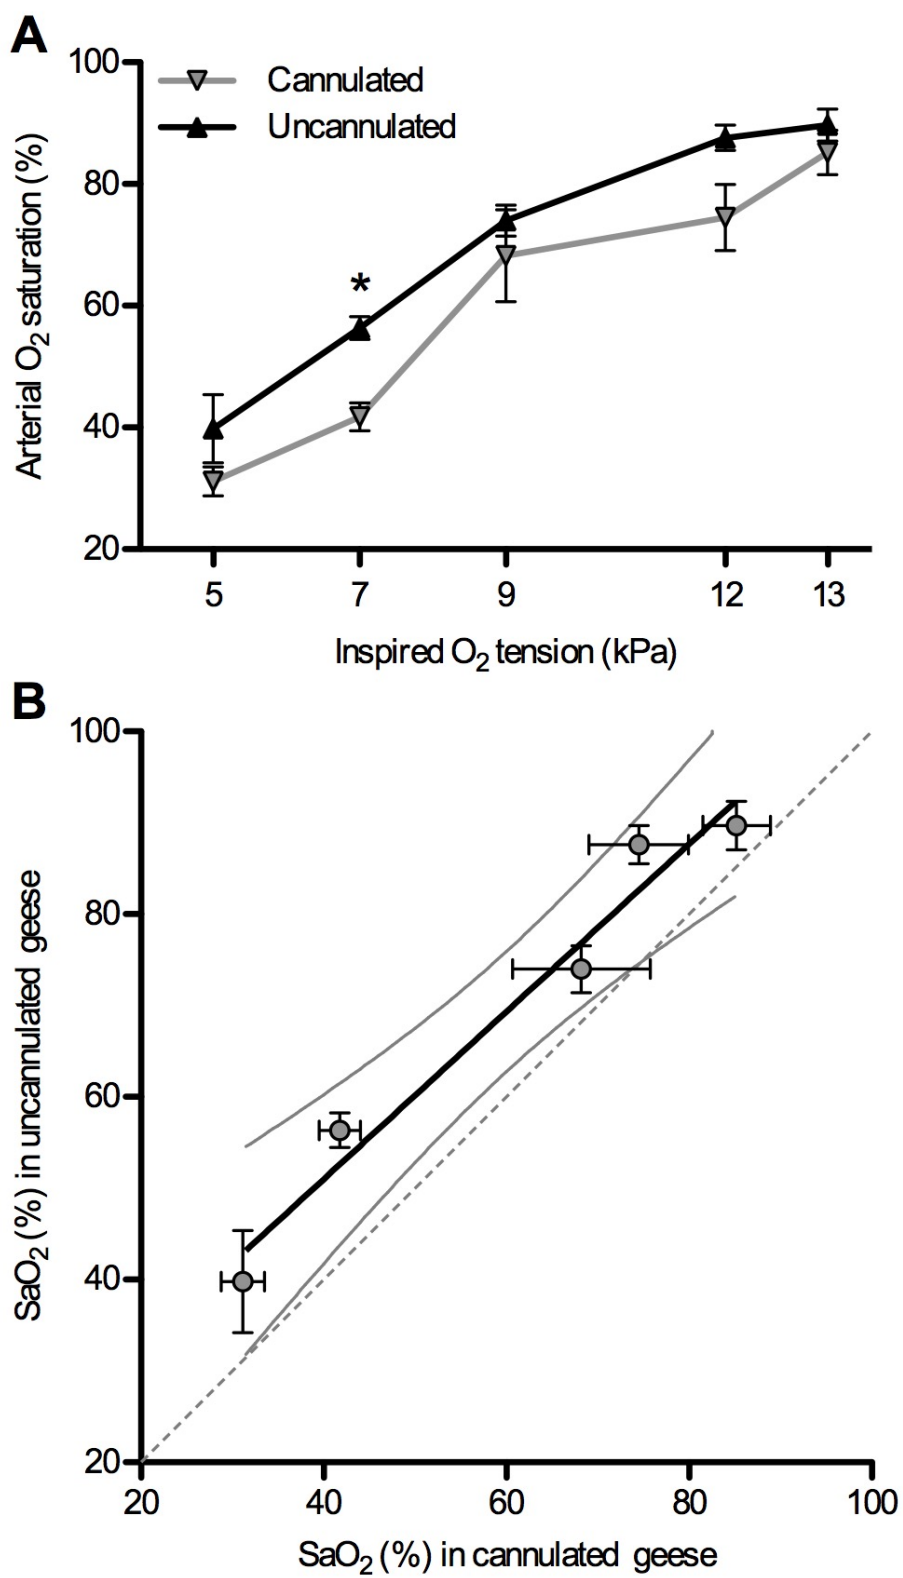 A
100
80
60
40
20
Arterial O₂ saturation (%)
Cannulated
Uncannulated
*
5 7 9 12 13
Inspired O₂ tension (kPa)
B
100
80
60
40
20
SaO₂ (%) in uncannulated geese
20 40 60 80 100
SaO₂ (%) in cannulated geese